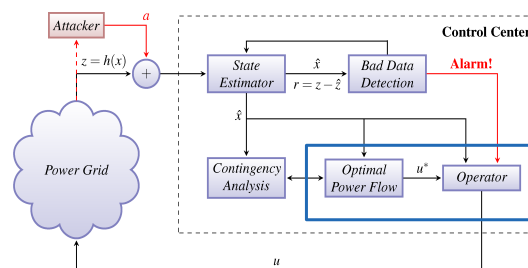 Control Center
Attacker
a
z = h(x)
+
State
Estimator
x̂
r = z − ẑ
Bad Data
Detection
Alarm!
x̂
Power Grid
Contingency
Analysis
Optimal
Power Flow
u*
Operator
u